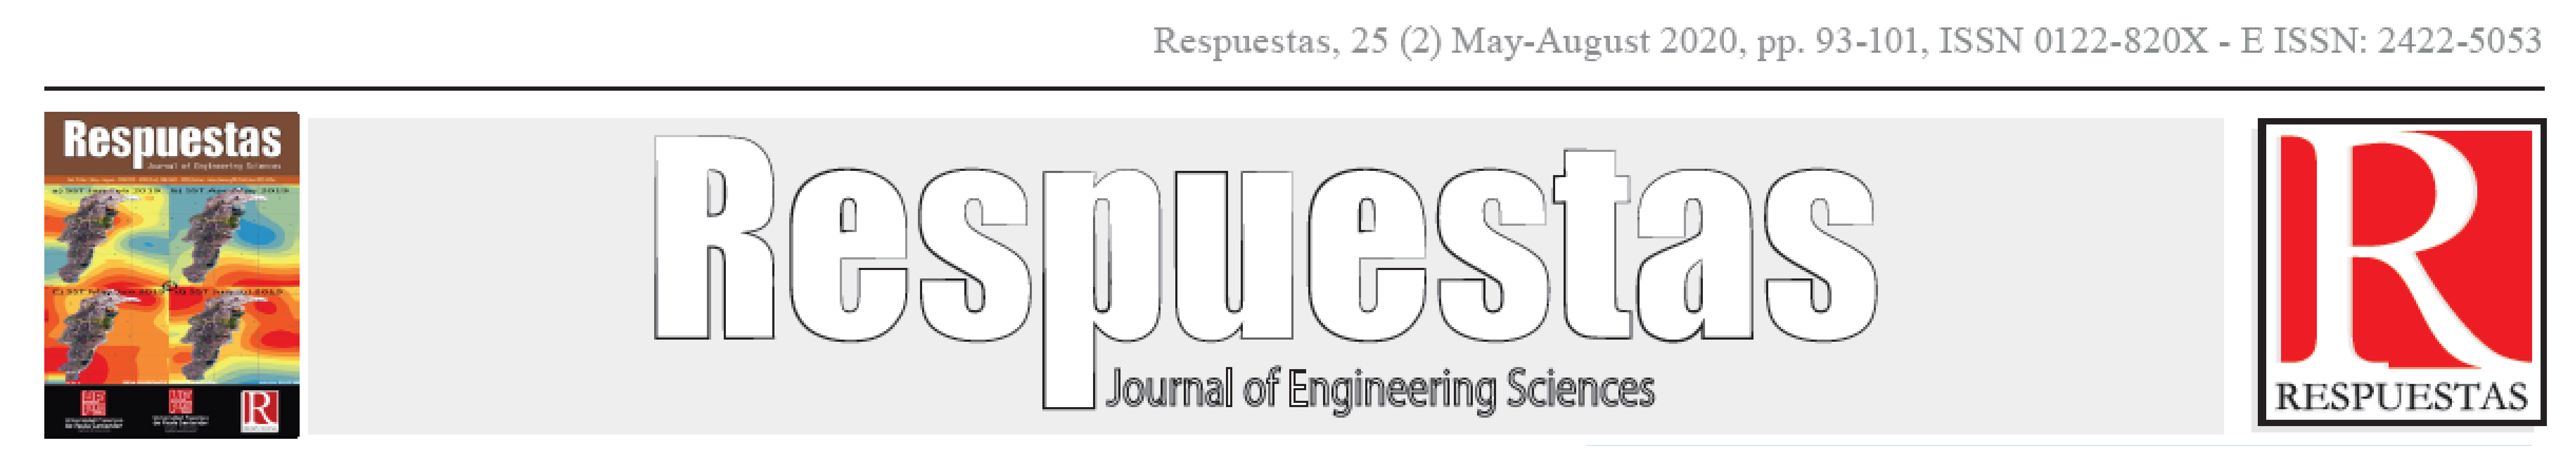 Respuestas, 25 (2) May-August 2020, pp. 93-101, ISSN 0122-820X - E ISSN: 2422-5053
Respuestas
Journal of Engineering Sciences
Respuestas
Journal of Engineering Sciences
R
RESPUESTAS